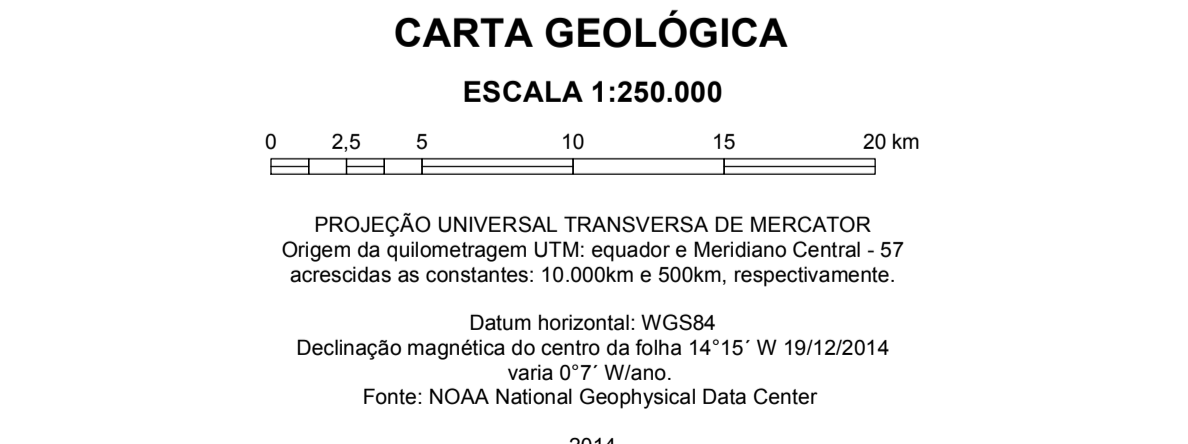 CARTA GEOLÓGICA
ESCALA 1:250.000
0 2,5 5 10 15 20 km
PROJEÇÃO UNIVERSAL TRANSVERSA DE MERCATOR
Origem da quilometragem UTM: equador e Meridiano Central - 57
acrescidas as constantes: 10.000km e 500km, respectivamente.
Datum horizontal: WGS84
Declinação magnética do centro da folha 14°15´ W 19/12/2014
varia 0°7´ W/ano.
Fonte: NOAA National Geophysical Data Center
2014